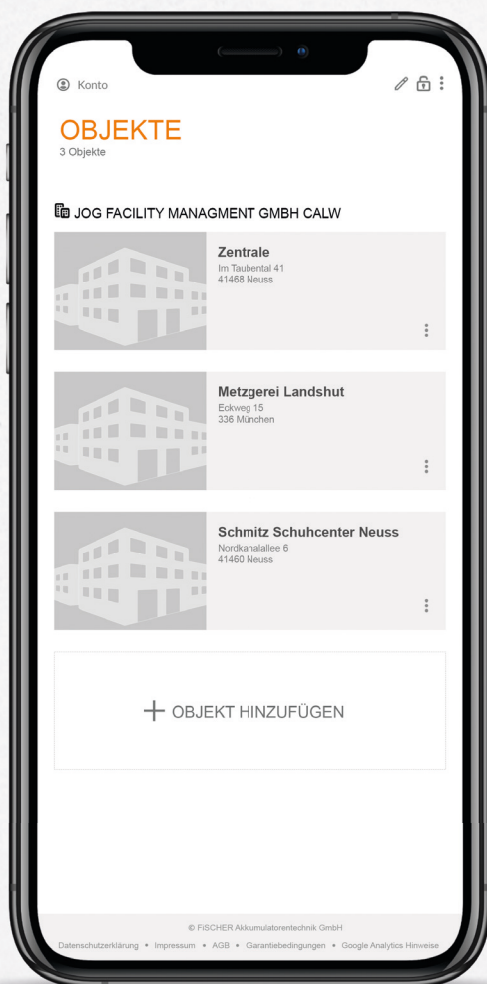 Konto
OBJEKTE
3 Objekte
JOG FACILITY MANAGMENT GMBH CALW
Zentrale
Im Taubental 41
41468 Neuss
Metzgerei Landshut
Eckweg 15
336 München
Schmitz Schuhcenter Neuss
Nordkanalallee 6
41460 Neuss
+ OBJEKT HINZUFÜGEN
© FiSCHER Akkumulatorentechnik GmbH
Datenschutzerklärung • Impressum • AGB • Garantiebedingungen • Google Analytics Hinweise